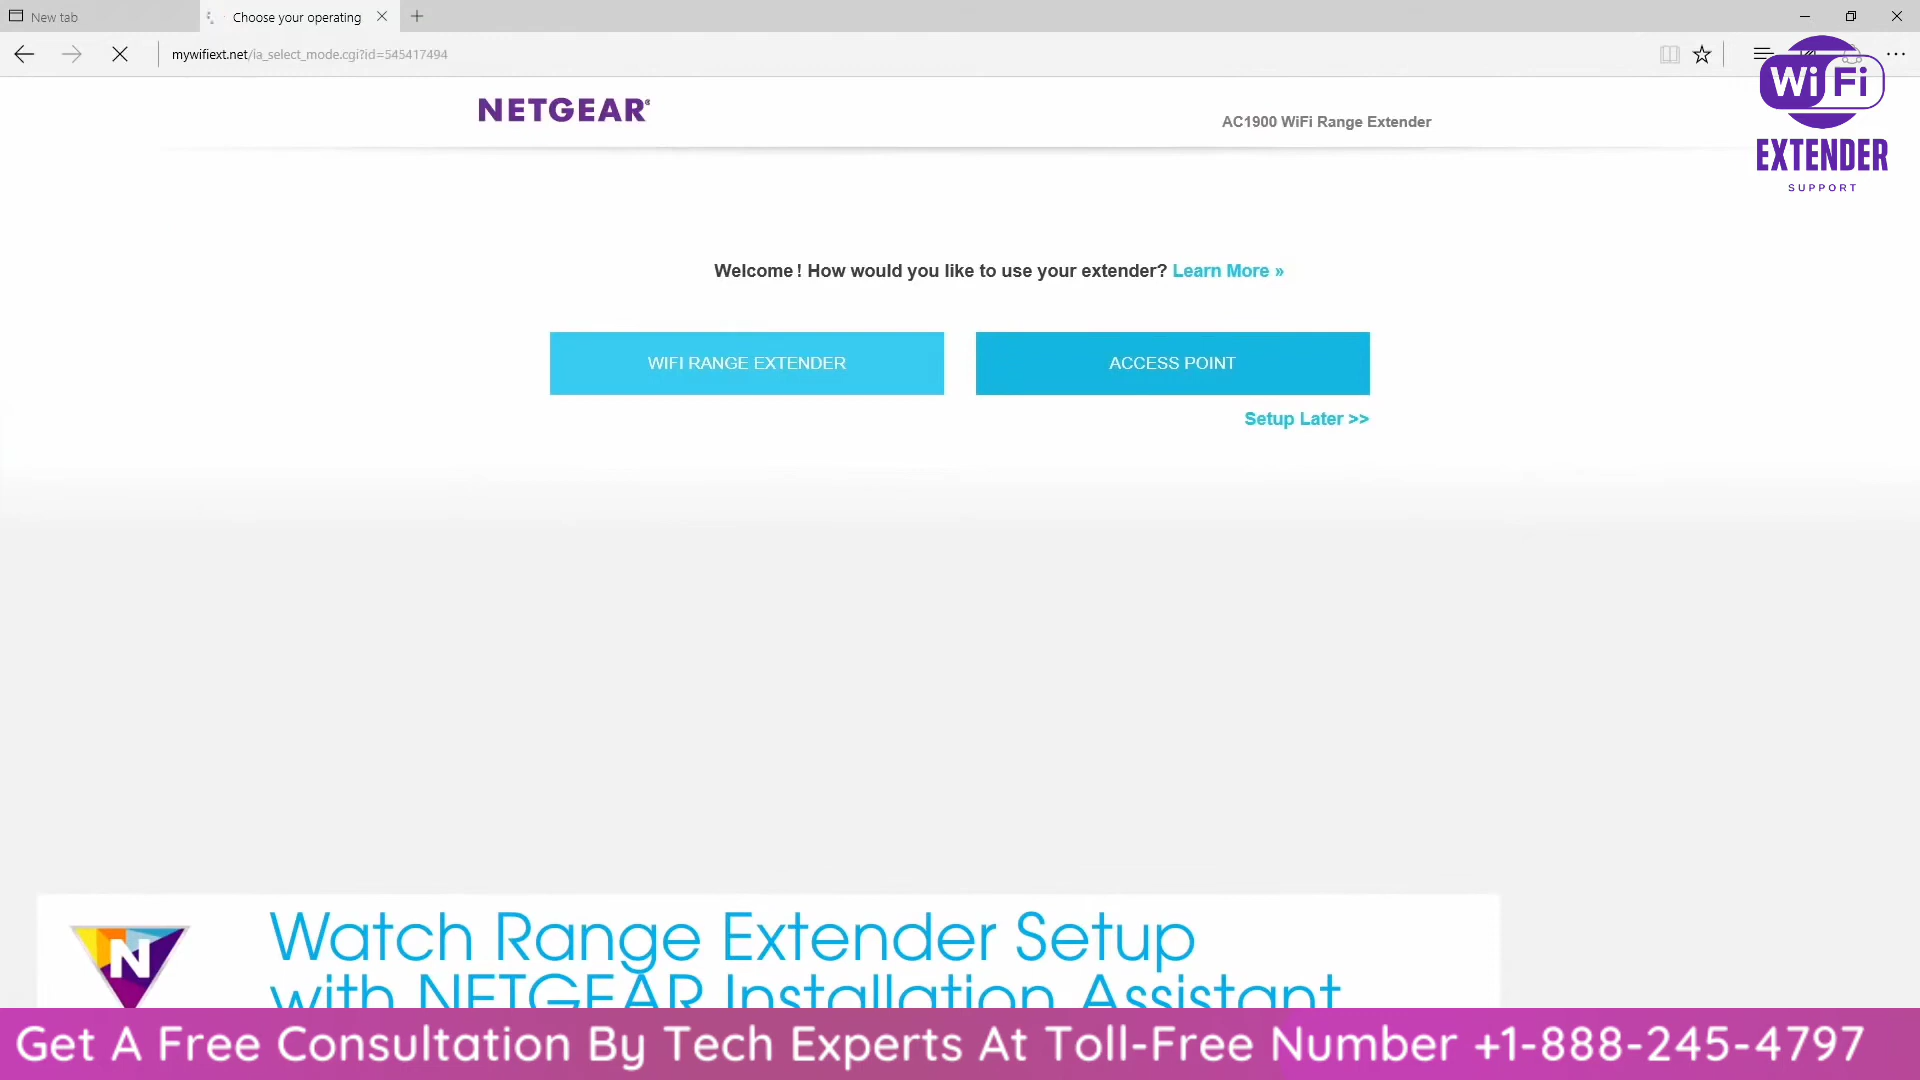 New tab
Choose your operating
mywifiext.net/ia_select_mode.cgi?id=545417494
NETGEAR®
AC1900 WiFi Range Extender
WiFi
EXTENDER
SUPPORT
Welcome! How would you like to use your extender? Learn More »
WIFI RANGE EXTENDER
ACCESS POINT
Setup Later >>
N
Watch Range Extender Setup
with NETGEAR Installation Assistant
Get A Free Consultation By Tech Experts At Toll-Free Number +1-888-245-4797